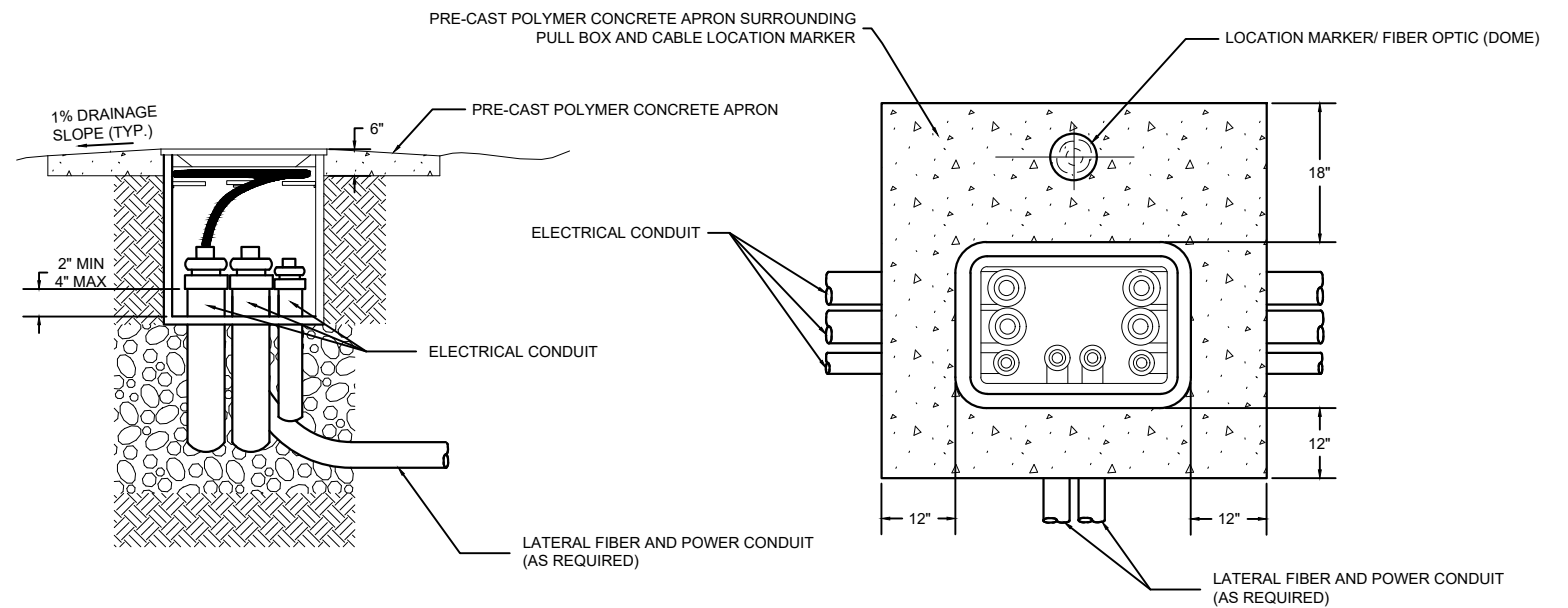 PRE-CAST POLYMER CONCRETE APRON SURROUNDING
PULL BOX AND CABLE LOCATION MARKER
LOCATION MARKER/ FIBER OPTIC (DOME)
1% DRAINAGE
SLOPE (TYP.)
6"
PRE-CAST POLYMER CONCRETE APRON
18"
ELECTRICAL CONDUIT
2" MIN
4" MAX
ELECTRICAL CONDUIT
12"
12"
12"
LATERAL FIBER AND POWER CONDUIT
(AS REQUIRED)
LATERAL FIBER AND POWER CONDUIT
(AS REQUIRED)